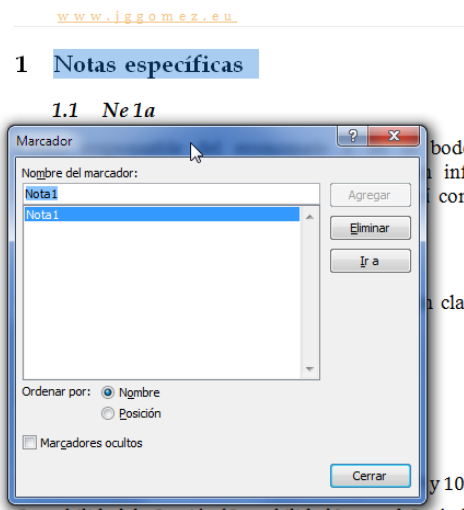 www.jggomez.eu
1 Notas específicas
1.1 Ne 1a
Marcador
Nombre del marcador:
Nota1
Agregar
Nota1
Eliminar
Ir a
Ordenar por:
Nombre
Posición
Marcadores ocultos
Cerrar
y 10